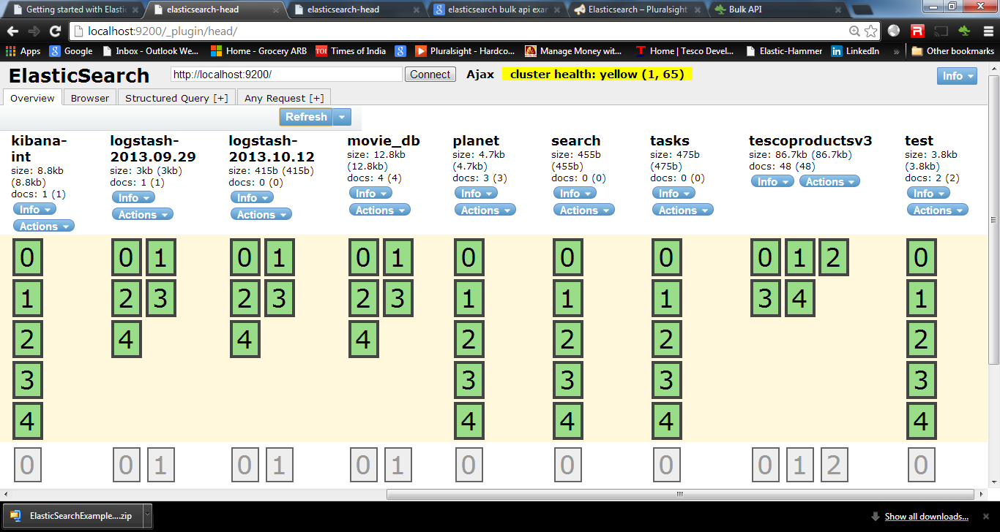 Getting started with Elastic
elasticsearch-head
elasticsearch-head
elasticsearch bulk api exar
Elasticsearch – Pluralsight
Bulk API
localhost:9200/_plugin/head/
Apps
Google
Inbox - Outlook We...
Home - Grocery ARB
TOI
Times of India
Pluralsight - Hardco...
Manage Money wit...
Home | Tesco Devel...
Elastic-Hammer
LinkedIn
»
Other bookmarks
ElasticSearch
http://localhost:9200/
Connect
Ajax
cluster health: yellow (1, 65)
Info
Overview
Browser
Structured Query [+]
Any Request [+]
Refresh
kibana-
int
size: 8.8kb
(8.8kb)
docs: 1 (1)
Info
Actions
logstash-
2013.09.29
size: 3kb (3kb)
docs: 1 (1)
Info
Actions
logstash-
2013.10.12
size: 415b (415b)
docs: 0 (0)
Info
Actions
movie_db
size: 12.8kb
(12.8kb)
docs: 4 (4)
Info
Actions
planet
size: 4.7kb
(4.7kb)
docs: 3 (3)
Info
Actions
search
size: 455b
(455b)
docs: 0 (0)
Info
Actions
tasks
size: 475b
(475b)
docs: 0 (0)
Info
Actions
tescoproductsv3
size: 86.7kb (86.7kb)
docs: 48 (48)
Info Actions
test
size: 3.8kb
(3.8kb)
docs: 2 (2)
Info
Actions
0 0 1 0 1 0 1 0 0 0 0 1 2 0
1 2 3 2 3 2 3 1 1 1 3 4 1
2 4 4 4 2 2 2 2
3 3 3 3 3
4 4 4 4 4
0 0 1 0 1 0 1 0 0 0 0 1 2 0
ElasticSearchExample....zip
Show all downloads...